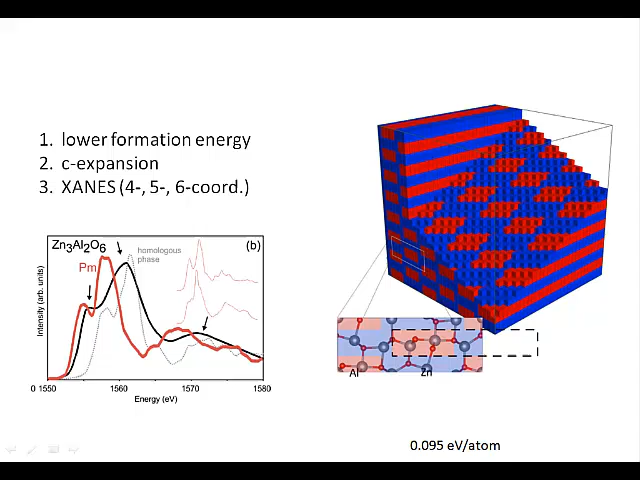 1. lower formation energy
2. c-expansion
3. XANES (4-, 5-, 6-coord.)
Zn3Al2O6
(b)
homologous
phase
Pm
Intensity (arb. units)
0
1550
1560
1570
1580
Energy (eV)
Al
Zn
0.095 eV/atom